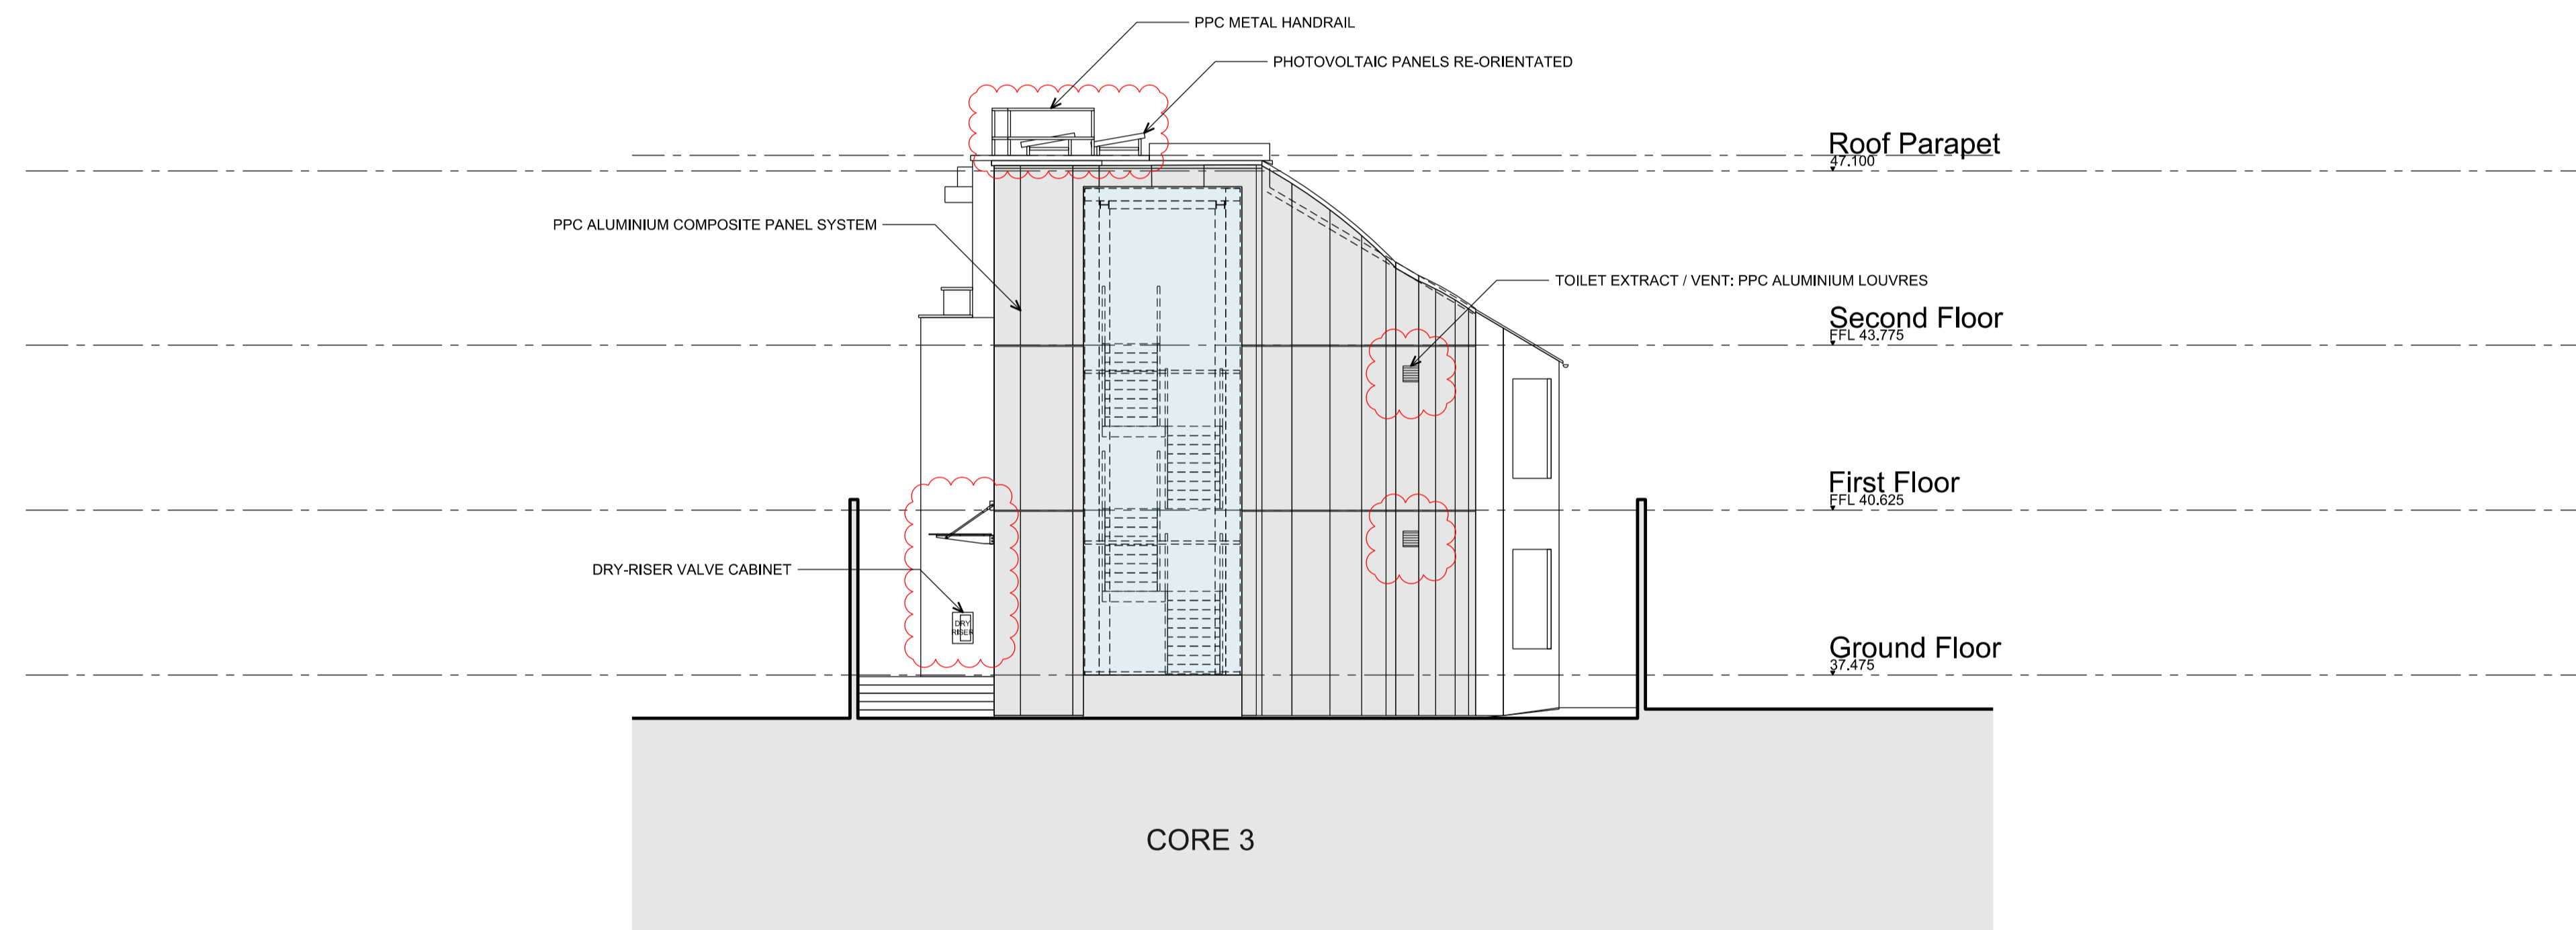 PPC METAL HANDRAIL
PHOTOVOLTAIC PANELS RE-ORIENTATED
Roof Parapet
47.100
PPC ALUMINIUM COMPOSITE PANEL SYSTEM
TOILET EXTRACT / VENT: PPC ALUMINIUM LOUVRES
Second Floor
FFL 43.775
First Floor
FFL 40.625
DRY-RISER VALVE CABINET
DRY
RISER
Ground Floor
37.475
CORE 3